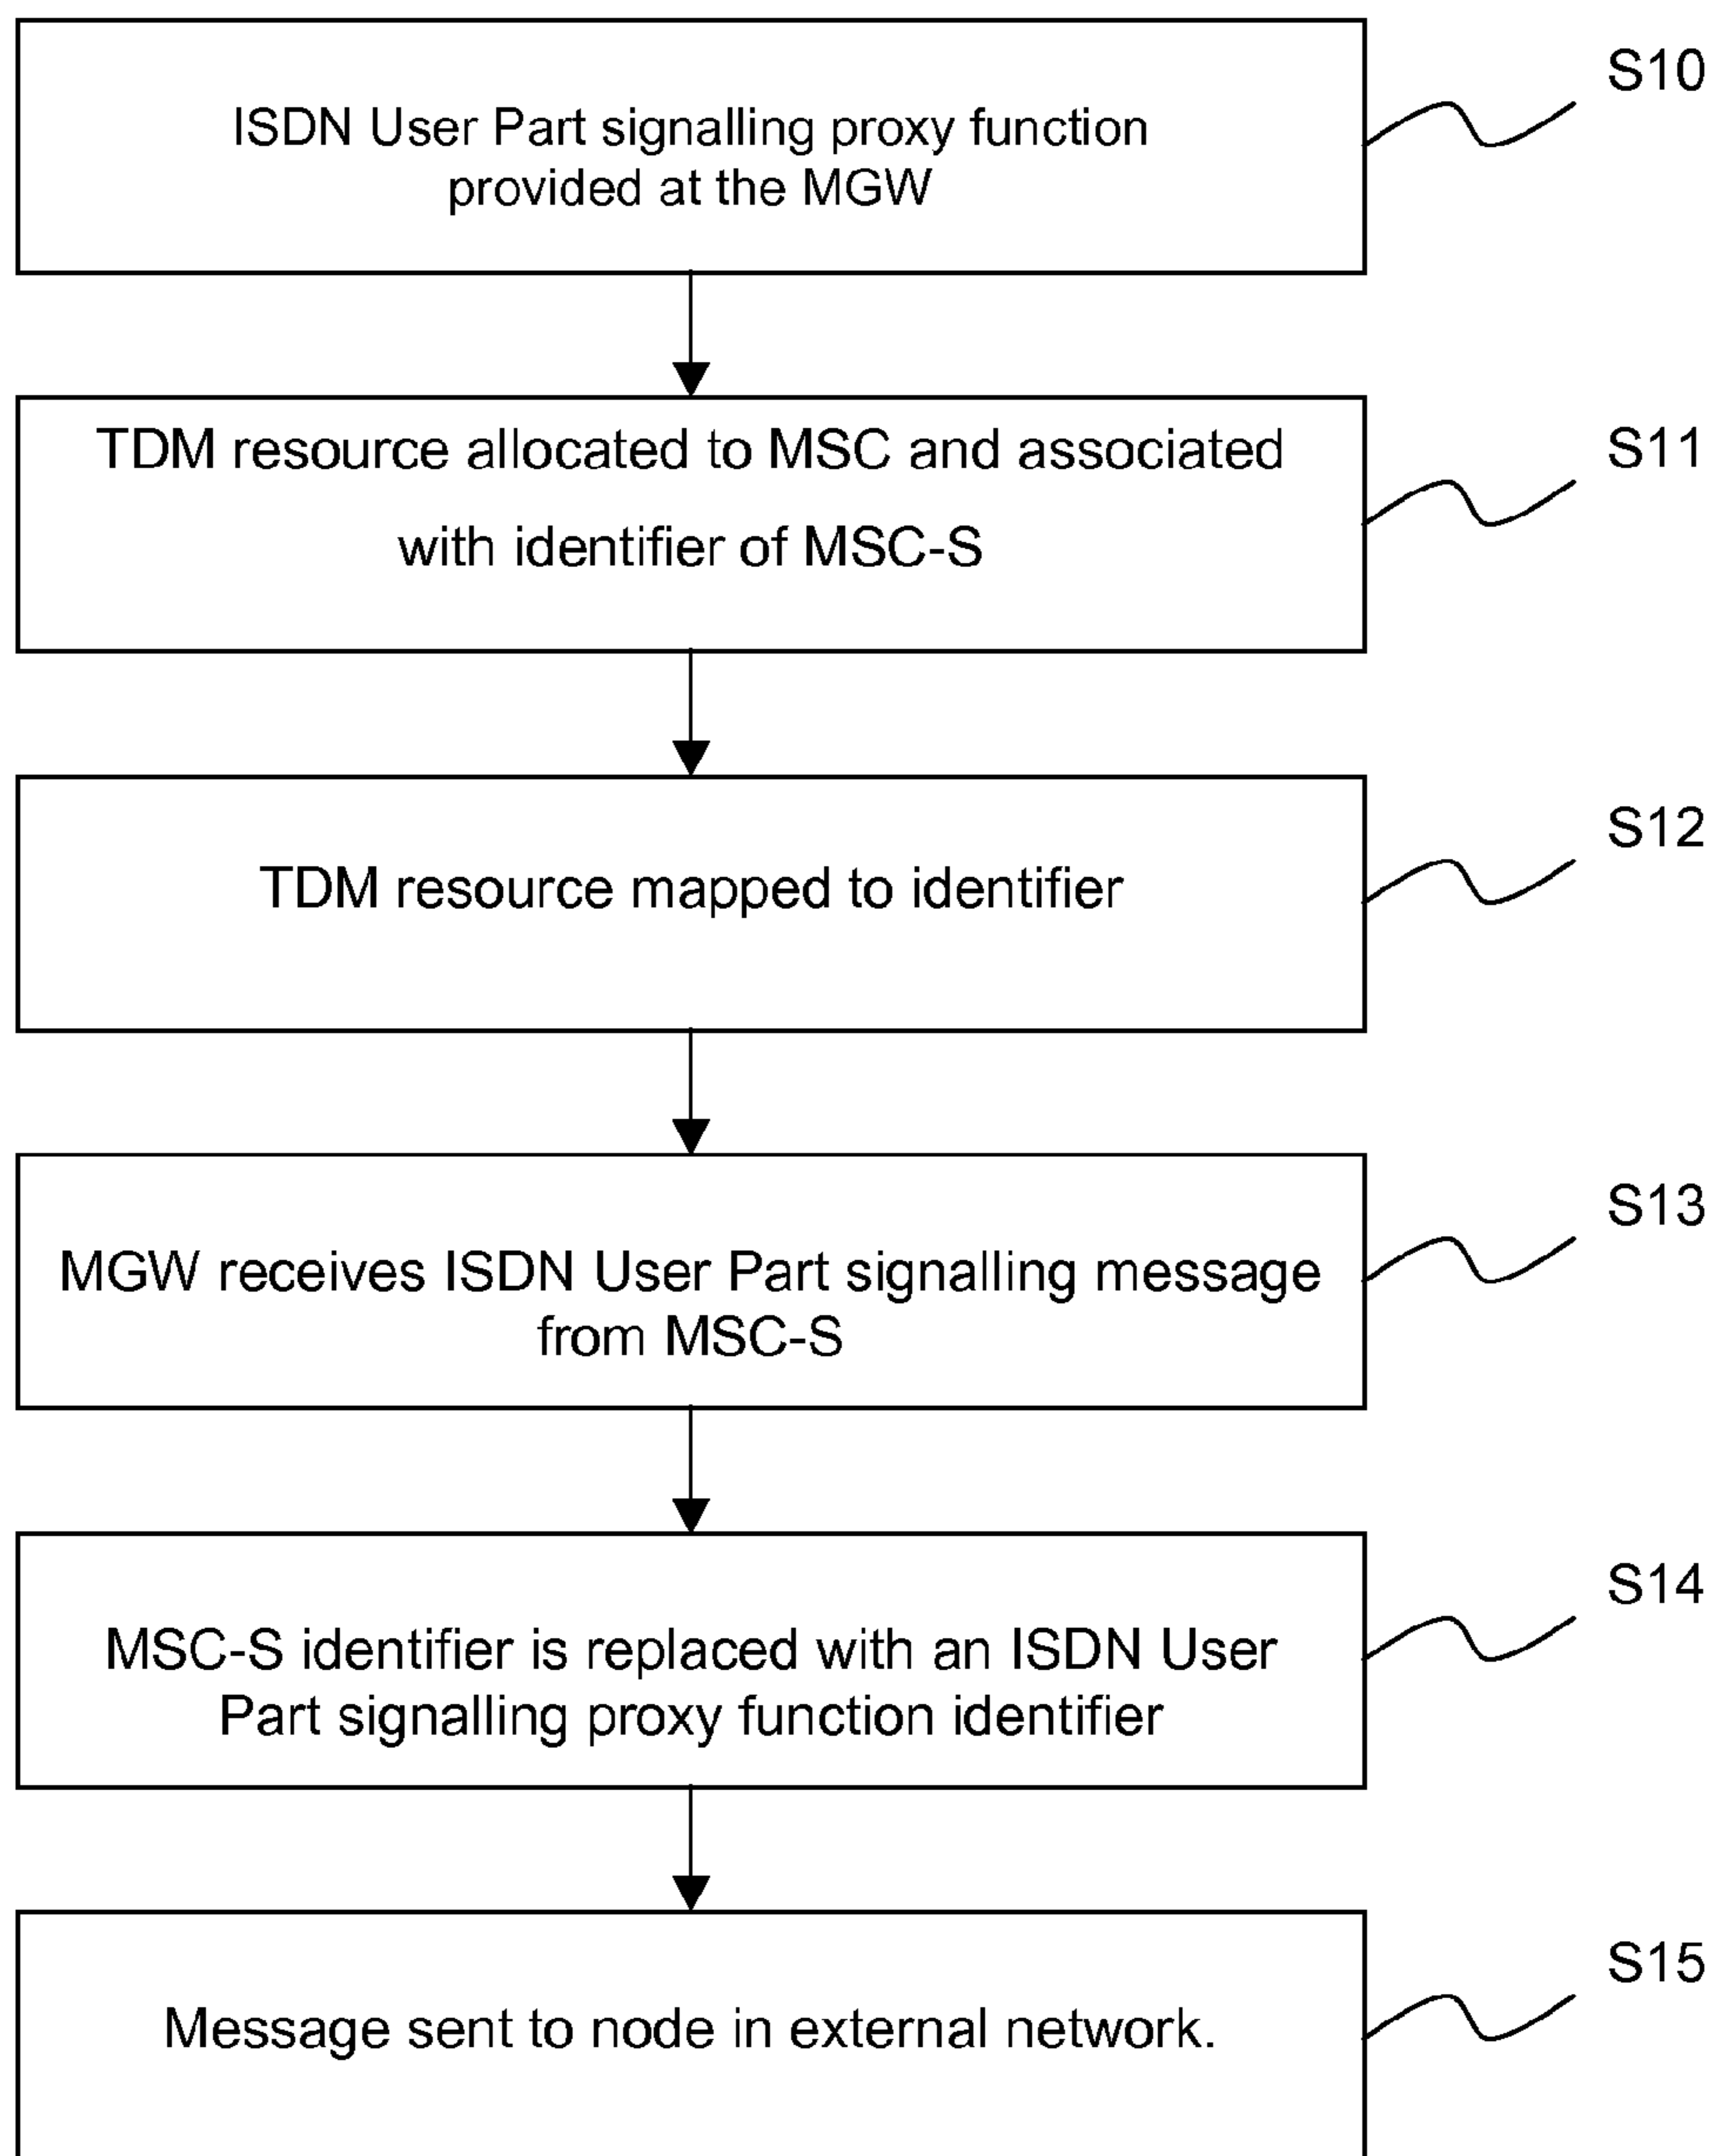 S10
ISDN User Part signalling proxy function
provided at the MGW
S11
TDM resource allocated to MSC and associated
with identifier of MSC-S
S12
TDM resource mapped to identifier
S13
MGW receives ISDN User Part signalling message
from MSC-S
S14
MSC-S identifier is replaced with an ISDN User
Part signalling proxy function identifier
S15
Message sent to node in external network.